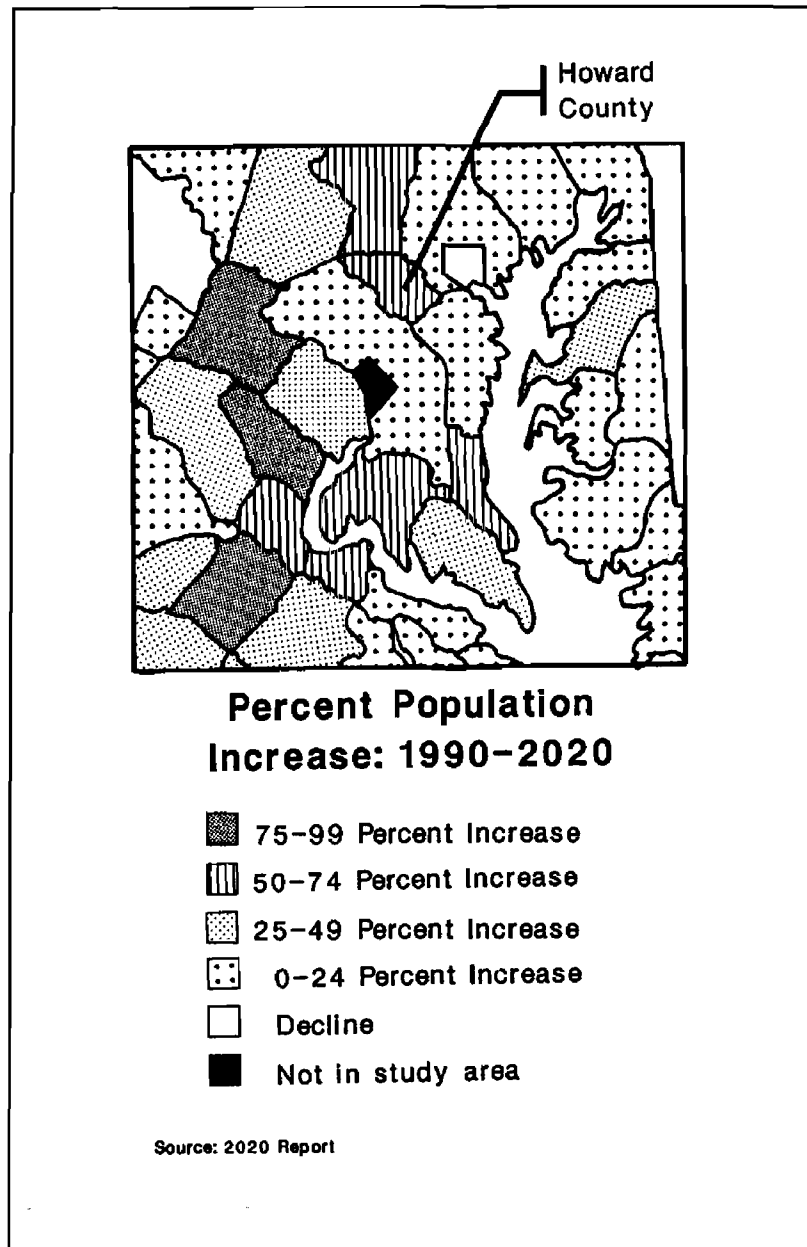 Howard
County
Percent Population
Increase: 1990-2020
75-99 Percent Increase
50-74 Percent Increase
25-49 Percent Increase
0-24 Percent Increase
Decline
Not in study area
Source: 2020 Report